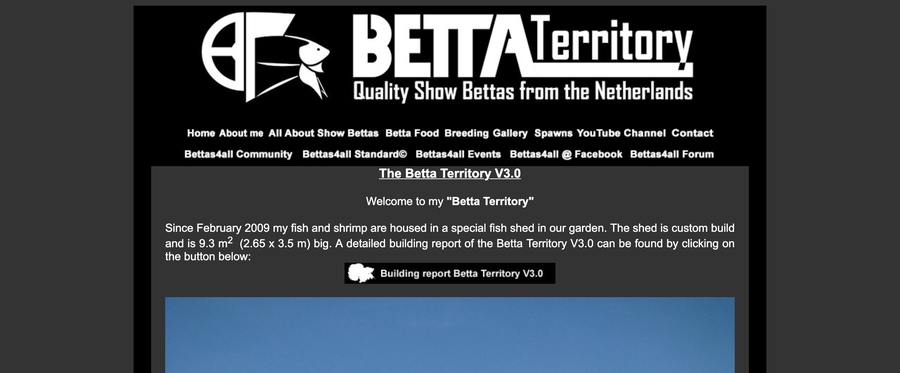 BETTA Territory
Quality Show Bettas from the Netherlands
Home About me All About Show Bettas Betta Food Breeding Gallery Spawns YouTube Channel Contact
Bettas4all Community Bettas4all Standard© Bettas4all Events Bettas4all @ Facebook Bettas4all Forum
The Betta Territory V3.0
Welcome to my "Betta Territory"
Since February 2009 my fish and shrimp are housed in a special fish shed in our garden. The shed is custom build
and is 9.3 m² (2.65 x 3.5 m) big. A detailed building report of the Betta Territory V3.0 can be found by clicking on
the button below:
Building report Betta Territory V3.0